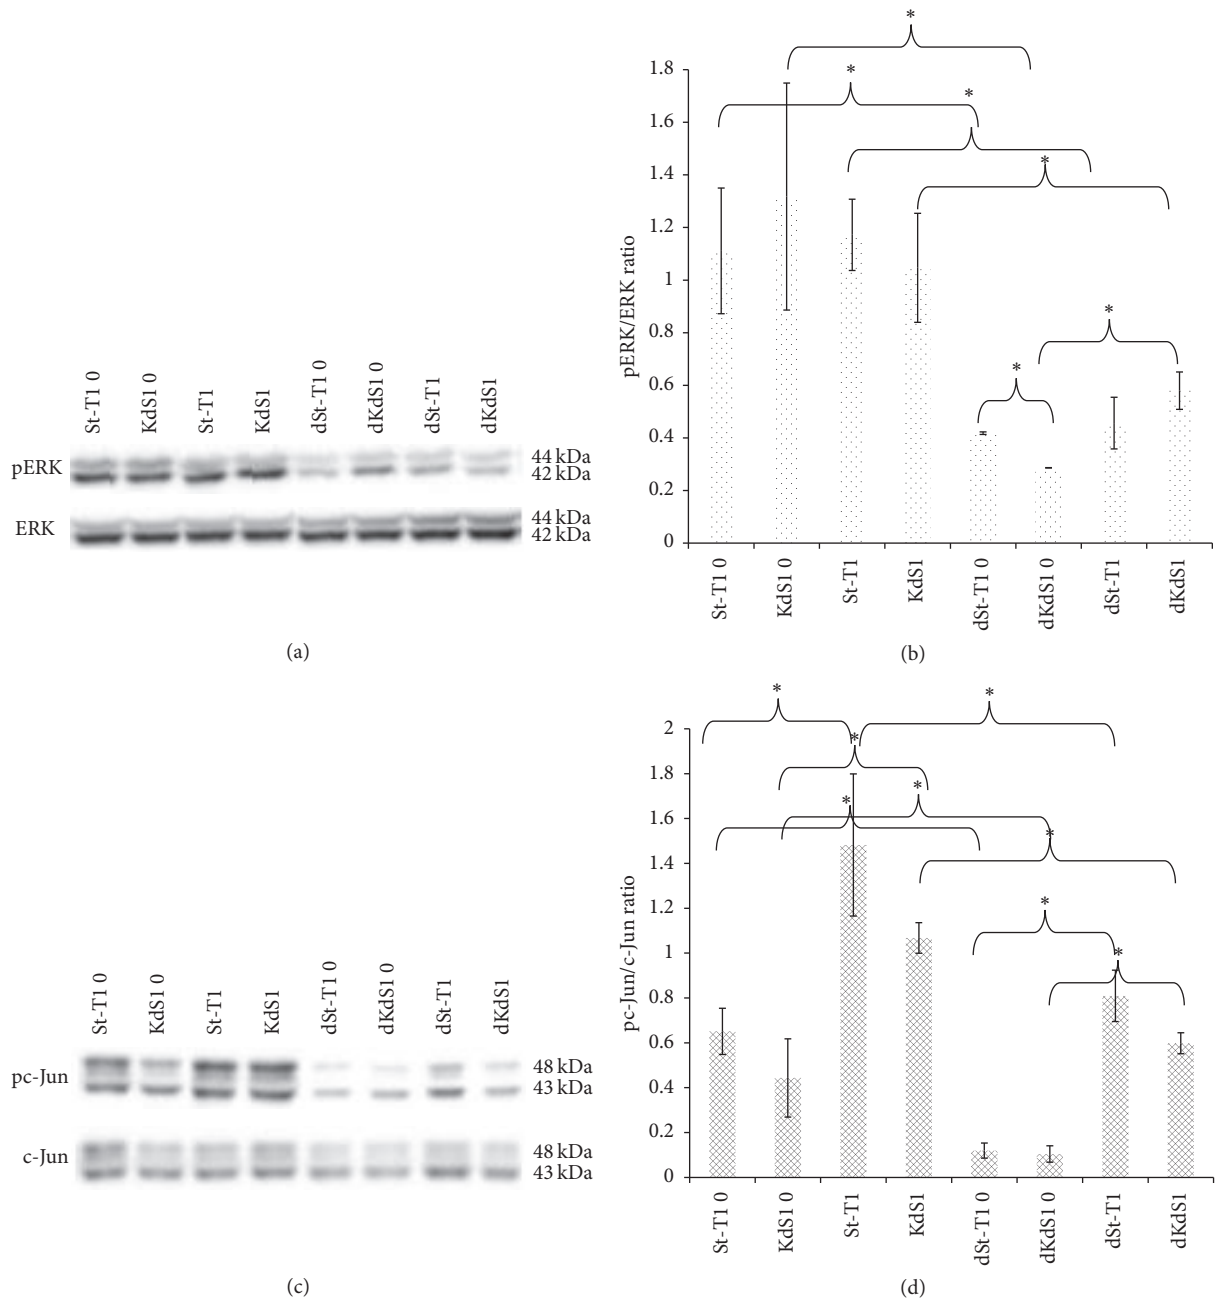 St-T1 0
KdS1 0
St-T1
KdS1
dSt-T1 0
dKdS1 0
dSt-T1
dKdS1
pERK
44 kDa
42 kDa
ERK
44 kDa
42 kDa
(a)
*
*
*
*
*
*
pERK/ERK ratio
1.8
1.6
1.4
1.2
1
0.8
0.6
0.4
0.2
0
St-T1 0
KdS1 0
St-T1
KdS1
dSt-T1 0
dKdS1 0
dSt-T1
dKdS1
(b)
St-T1 0
KdS1 0
St-T1
KdS1
dSt-T1 0
dKdS1 0
dSt-T1
dKdS1
pc-Jun
48 kDa
43 kDa
c-Jun
48 kDa
43 kDa
(c)
*
*
*
*
*
*
*
*
pc-Jun/c-Jun ratio
2
1.8
1.6
1.4
1.2
1
0.8
0.6
0.4
0.2
0
St-T1 0
KdS1 0
St-T1
KdS1
dSt-T1 0
dKdS1 0
dSt-T1
dKdS1
(d)